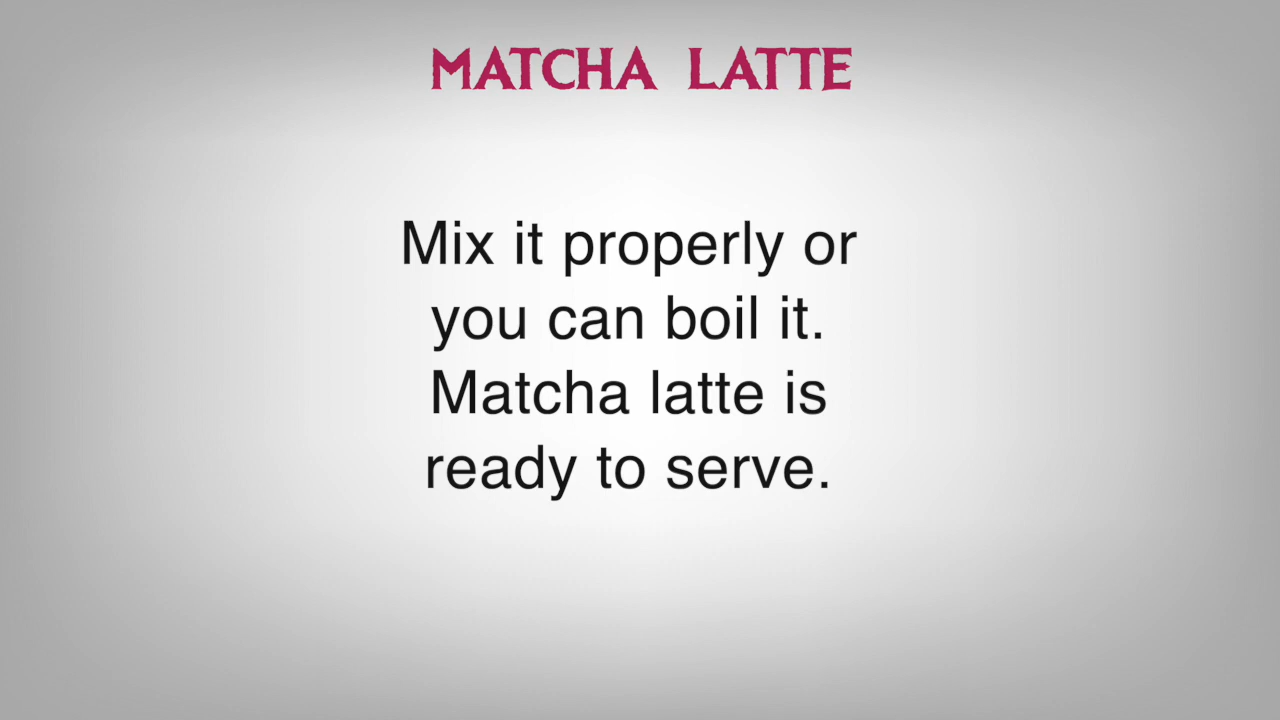 MATCHA LATTE
Mix it properly or
you can boil it.
Matcha latte is
ready to serve.